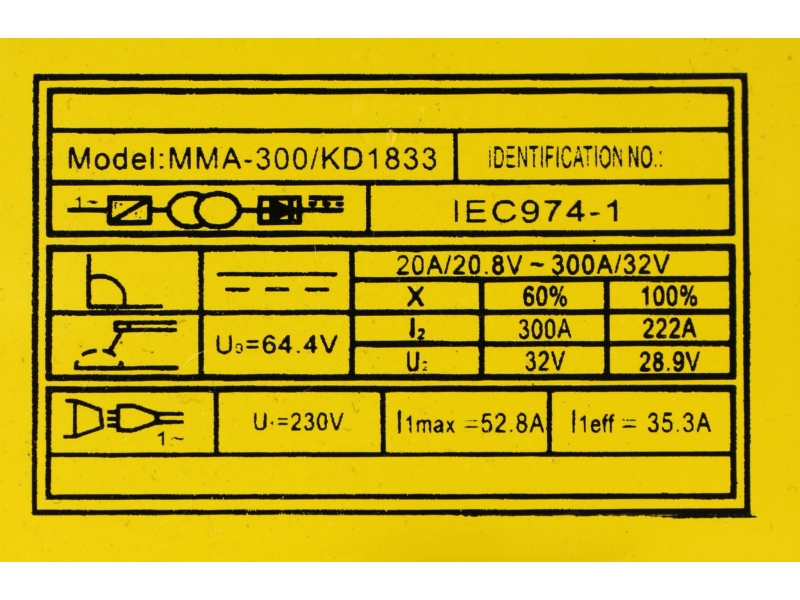 Model:MMA-300/KD1833 IDENTIFICATION NO.:
1~ IEC974-1
20A/20.8V ~ 300A/32V
X 60% 100%
U₀=64.4V I₂ 300A 222A
U₂ 32V 28.9V
1~ U₁=230V I1max =52.8A I1eff = 35.3A